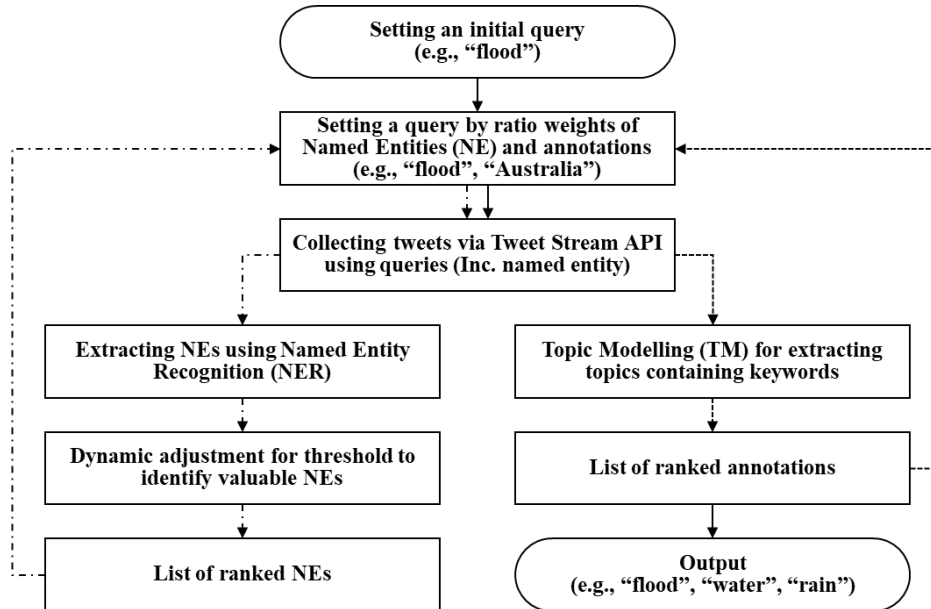 Setting an initial query
(e.g., “flood”)
Setting a query by ratio weights of
Named Entities (NE) and annotations
(e.g., “flood”, “Australia”)
Collecting tweets via Tweet Stream API
using queries (Inc. named entity)
Extracting NEs using Named Entity
Recognition (NER)
Dynamic adjustment for threshold to
identify valuable NEs
List of ranked NEs
Topic Modelling (TM) for extracting
topics containing keywords
List of ranked annotations
Output
(e.g., “flood”, “water”, “rain”)